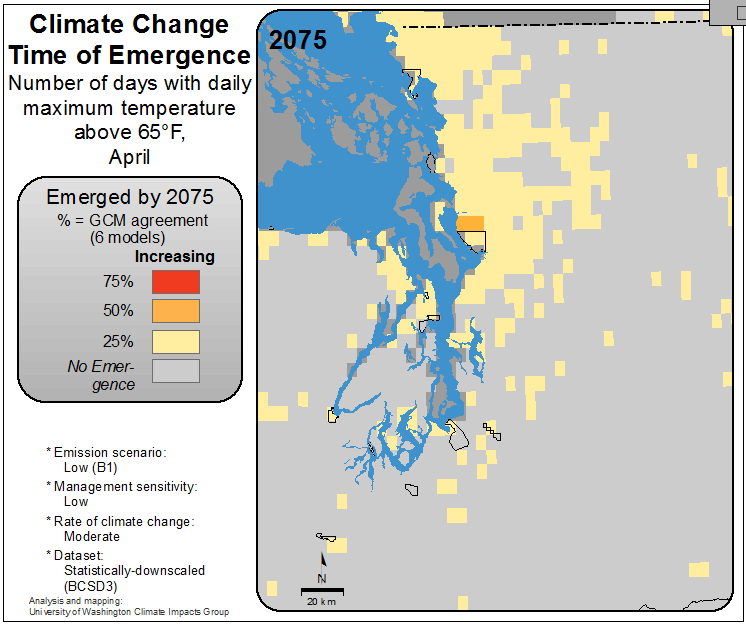 Climate Change
Time of Emergence
Number of days with daily
maximum temperature
above 65°F,
April
2075
Emerged by 2075
% = GCM agreement
(6 models)
Increasing
75%
50%
25%
No Emer-
gence
* Emission scenario:
Low (B1)
* Management sensitivity:
Low
* Rate of climate change:
Moderate
* Dataset:
Statistically-downscaled
(BCSD3)
Analysis and mapping:
University of Washington Climate Impacts Group
N
20 km